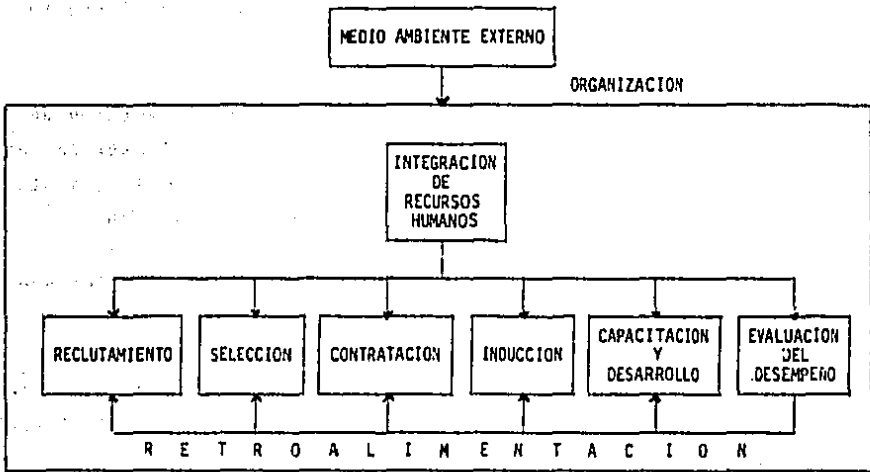 MEDIO AMBIENTE EXTERNO
ORGANIZACION
INTEGRACION
DE
RECURSOS
HUMANOS
RECLUTAMIENTO
SELECCION
CONTRATACION
INDUCCION
CAPACITACION
Y
DESARROLLO
EVALUACION
DEL
DESEMPEÑO
R E T R O A L I M E N T A C I O N